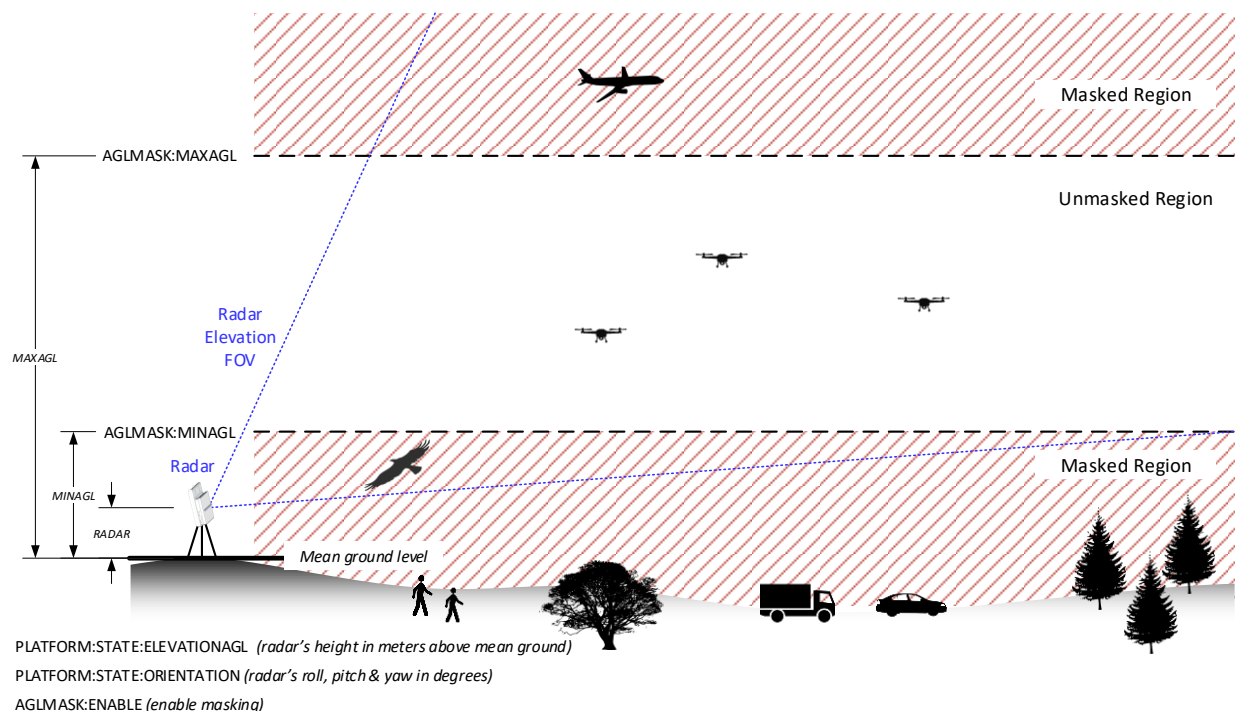 Masked Region
AGLMASK:MAXAGL
Unmasked Region
Radar
Elevation
FOV
MAXAGL
AGLMASK:MINAGL
Radar
Masked Region
MINAGL
RADAR
Mean ground level
PLATFORM:STATE:ELEVATIONAGL (radar's height in meters above mean ground)
PLATFORM:STATE:ORIENTATION (radar's roll, pitch & yaw in degrees)
AGLMASK:ENABLE (enable masking)